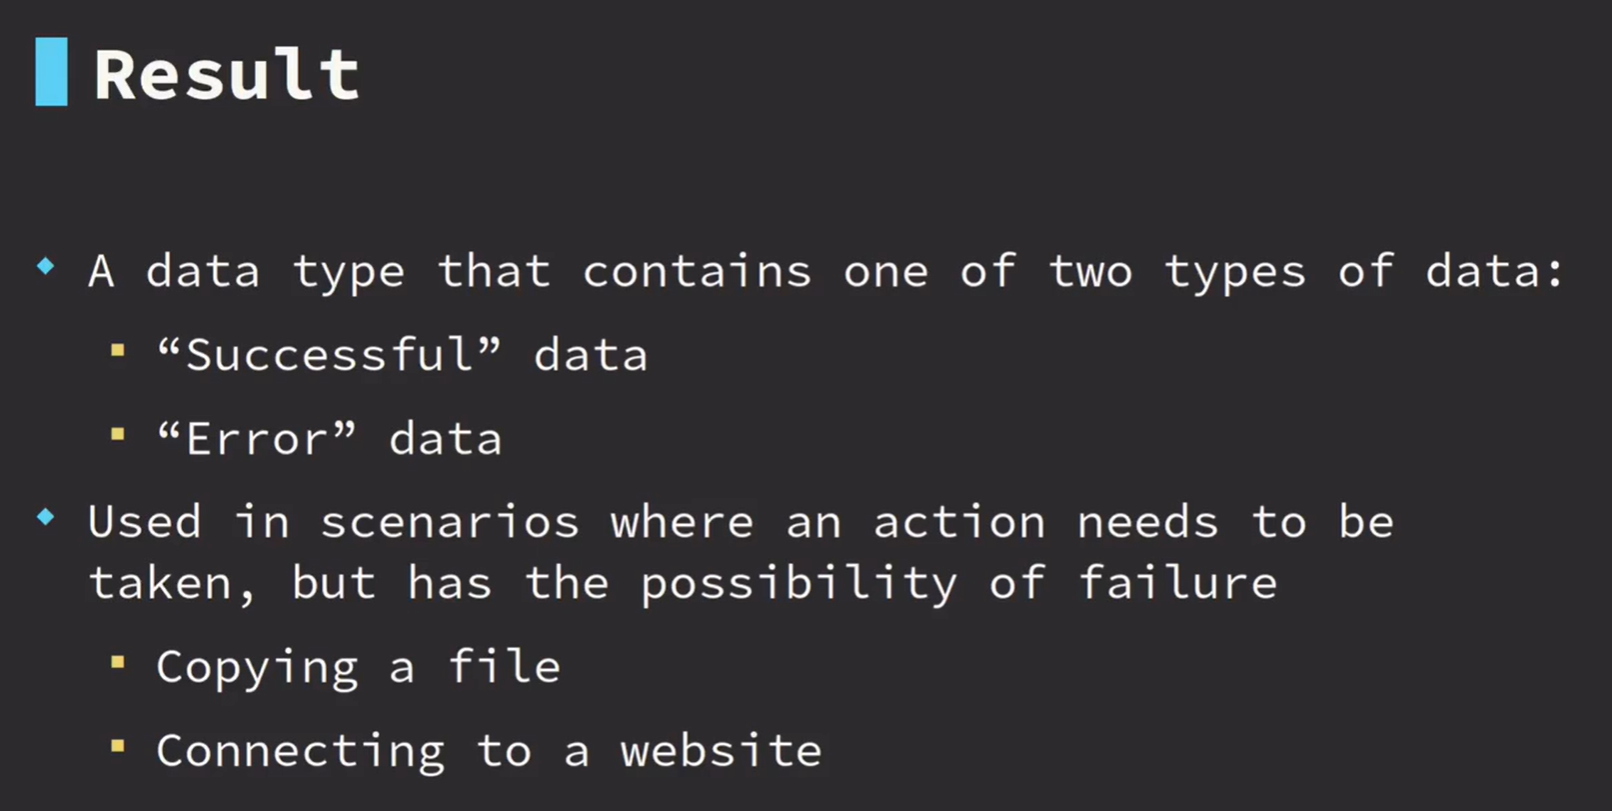 Result
A data type that contains one of two types of data:
“Successful” data
“Error” data
Used in scenarios where an action needs to be
taken, but has the possibility of failure
Copying a file
Connecting to a website